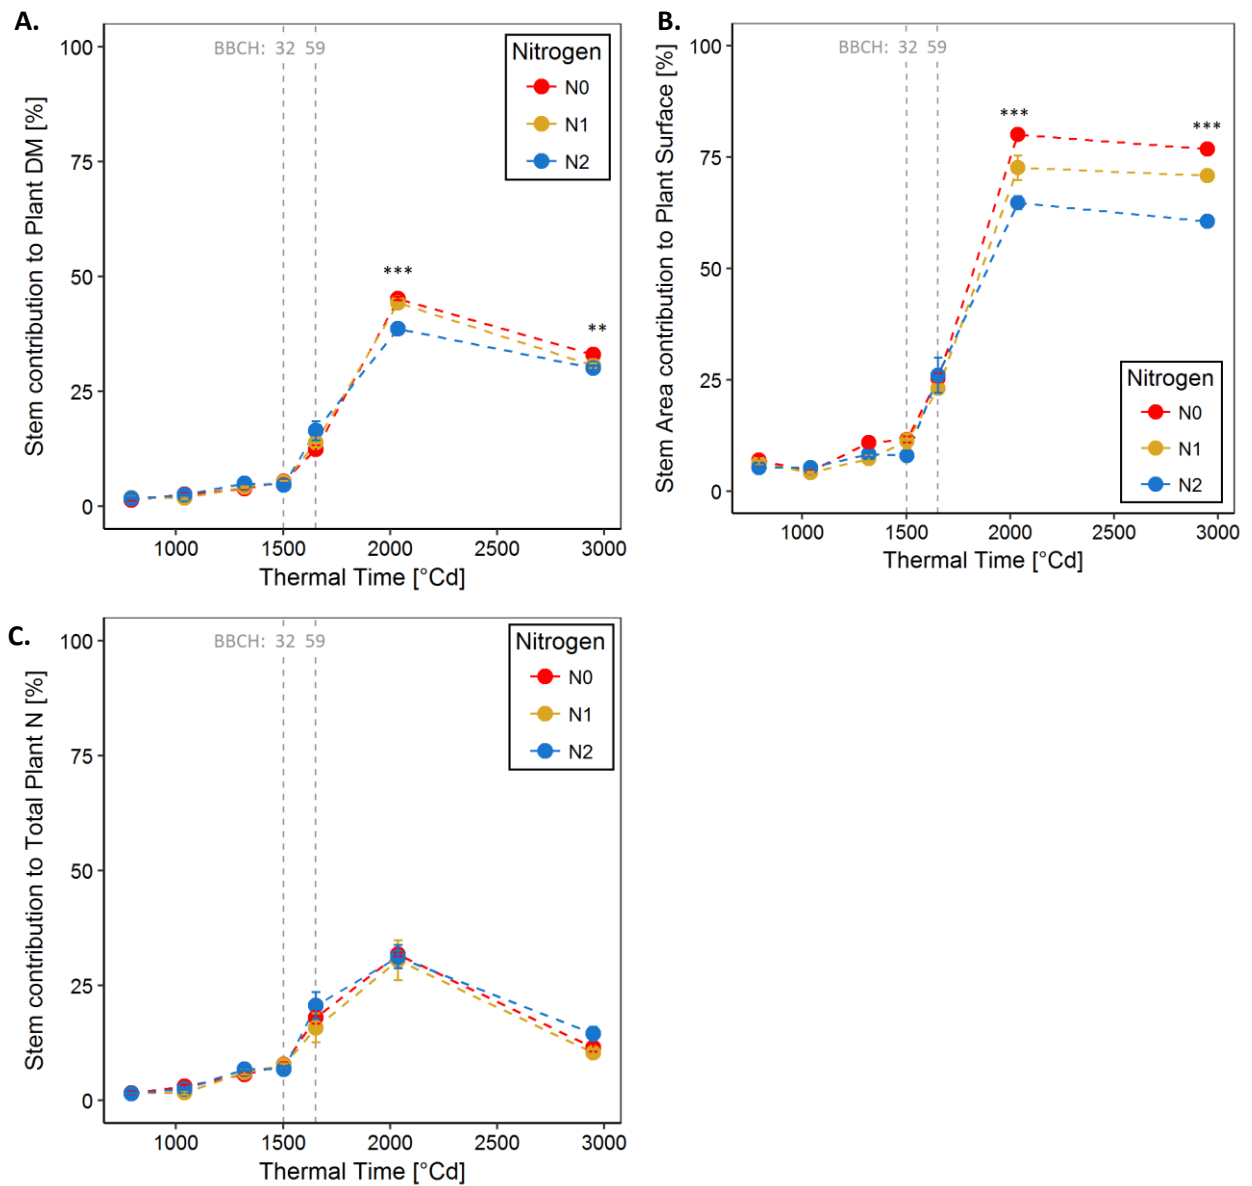 A.
Stem contribution to Plant DM [%]
100
75
50
25
0
BBCH: 32 59
Nitrogen
N0
N1
N2
***
**
1000 1500 2000 2500 3000
Thermal Time [°Cd]
B.
Stem Area contribution to Plant Surface [%]
100
75
50
25
0
BBCH: 32 59
***
***
Nitrogen
N0
N1
N2
1000 1500 2000 2500 3000
Thermal Time [°Cd]
C.
Stem contribution to Total Plant N [%]
100
75
50
25
0
BBCH: 32 59
Nitrogen
N0
N1
N2
1000 1500 2000 2500 3000
Thermal Time [°Cd]